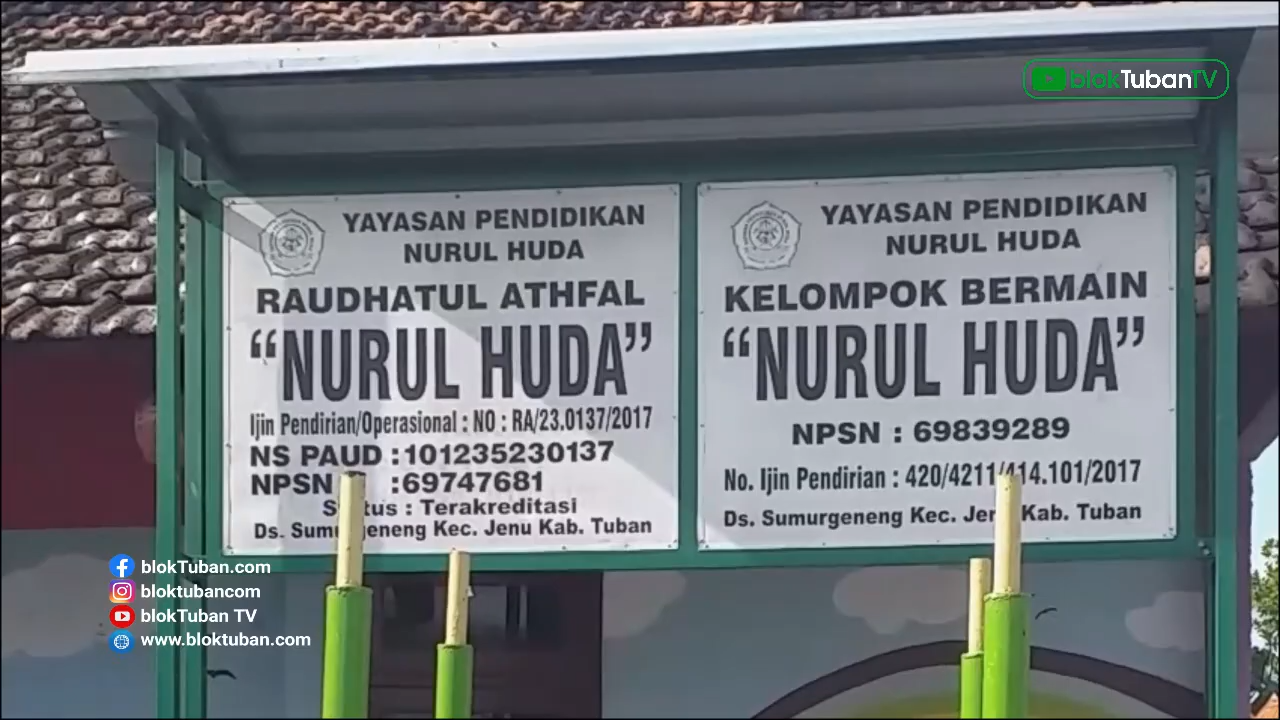 blokTubanTV
YAYASAN PENDIDIKAN
NURUL HUDA
RAUDHATUL ATHFAL
“NURUL HUDA”
Ijin Pendirian/Operasional : NO : RA/23.0137/2017
NS PAUD : 101235230137
NPSN :69747681
: Terakreditasi
Ds. Sumurgeneng Kec. Jenu Kab. Tuban
YAYASAN PENDIDIKAN
NURUL HUDA
KELOMPOK BERMAIN
“NURUL HUDA”
NPSN : 69839289
No. Ijin Pendirian : 420/4211/414.101/2017
Ds. Sumurgeneng Kec. Jenu Kab. Tuban
blokTuban.com
bloktubancom
blokTuban TV
www.bloktuban.com